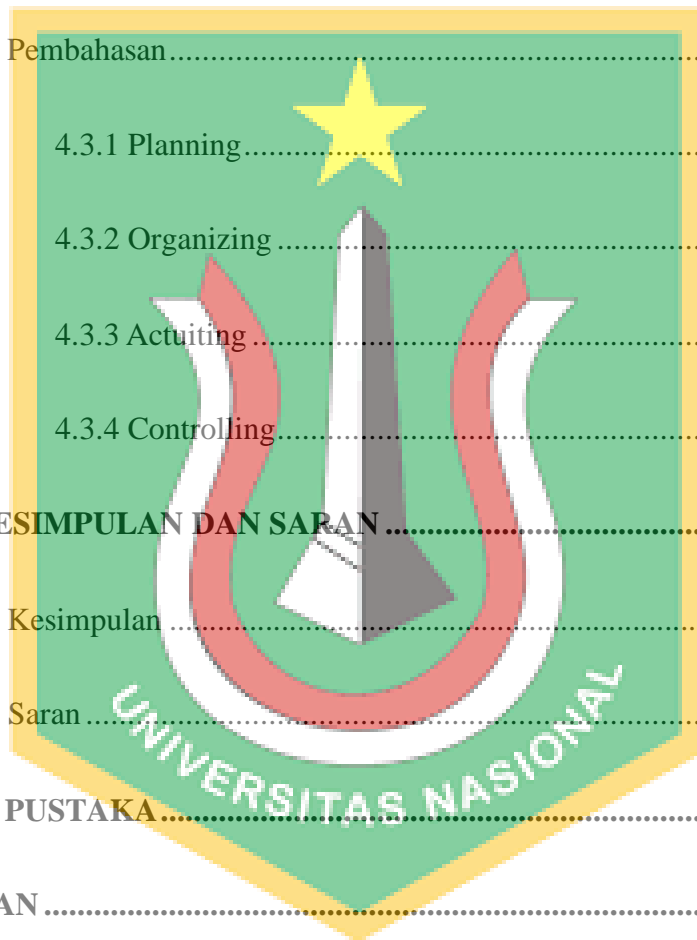 Pembahasan..........................................................................
4.3.1 Planning................................................................
4.3.2 Organizing............................................................
4.3.3 Actuiting...............................................................
4.3.4 Controlling............................................................
ESIMPULAN DAN SARAN..................................................
Kesimpulan..........................................................................
Saran...................................................................................
UNIVERSITAS NASIONAL
PUSTAKA...........................................................................
AN......................................................................................